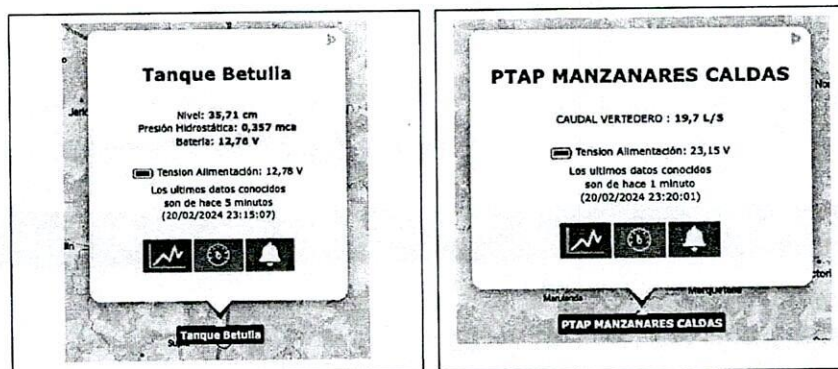 Tanque Betulia
Nivel: 35,71 cm
Presión Hidrostática: 0,357 mca
Bateria: 12,76 V
Tension Alimentación: 12,78 V
Los ultimos datos conocidos
son de hace 5 minutos
(20/02/2024 23:15:07)
Tanque Betulia
PTAP MANZANARES CALDAS
CAUDAL VERTEDERO : 19,7 L/S
Tension Alimentación: 23,15 V
Los ultimos datos conocidos
son de hace 1 minuto
(20/02/2024 23:20:01)
Marulanda
PTAP MANZANARES CALDAS